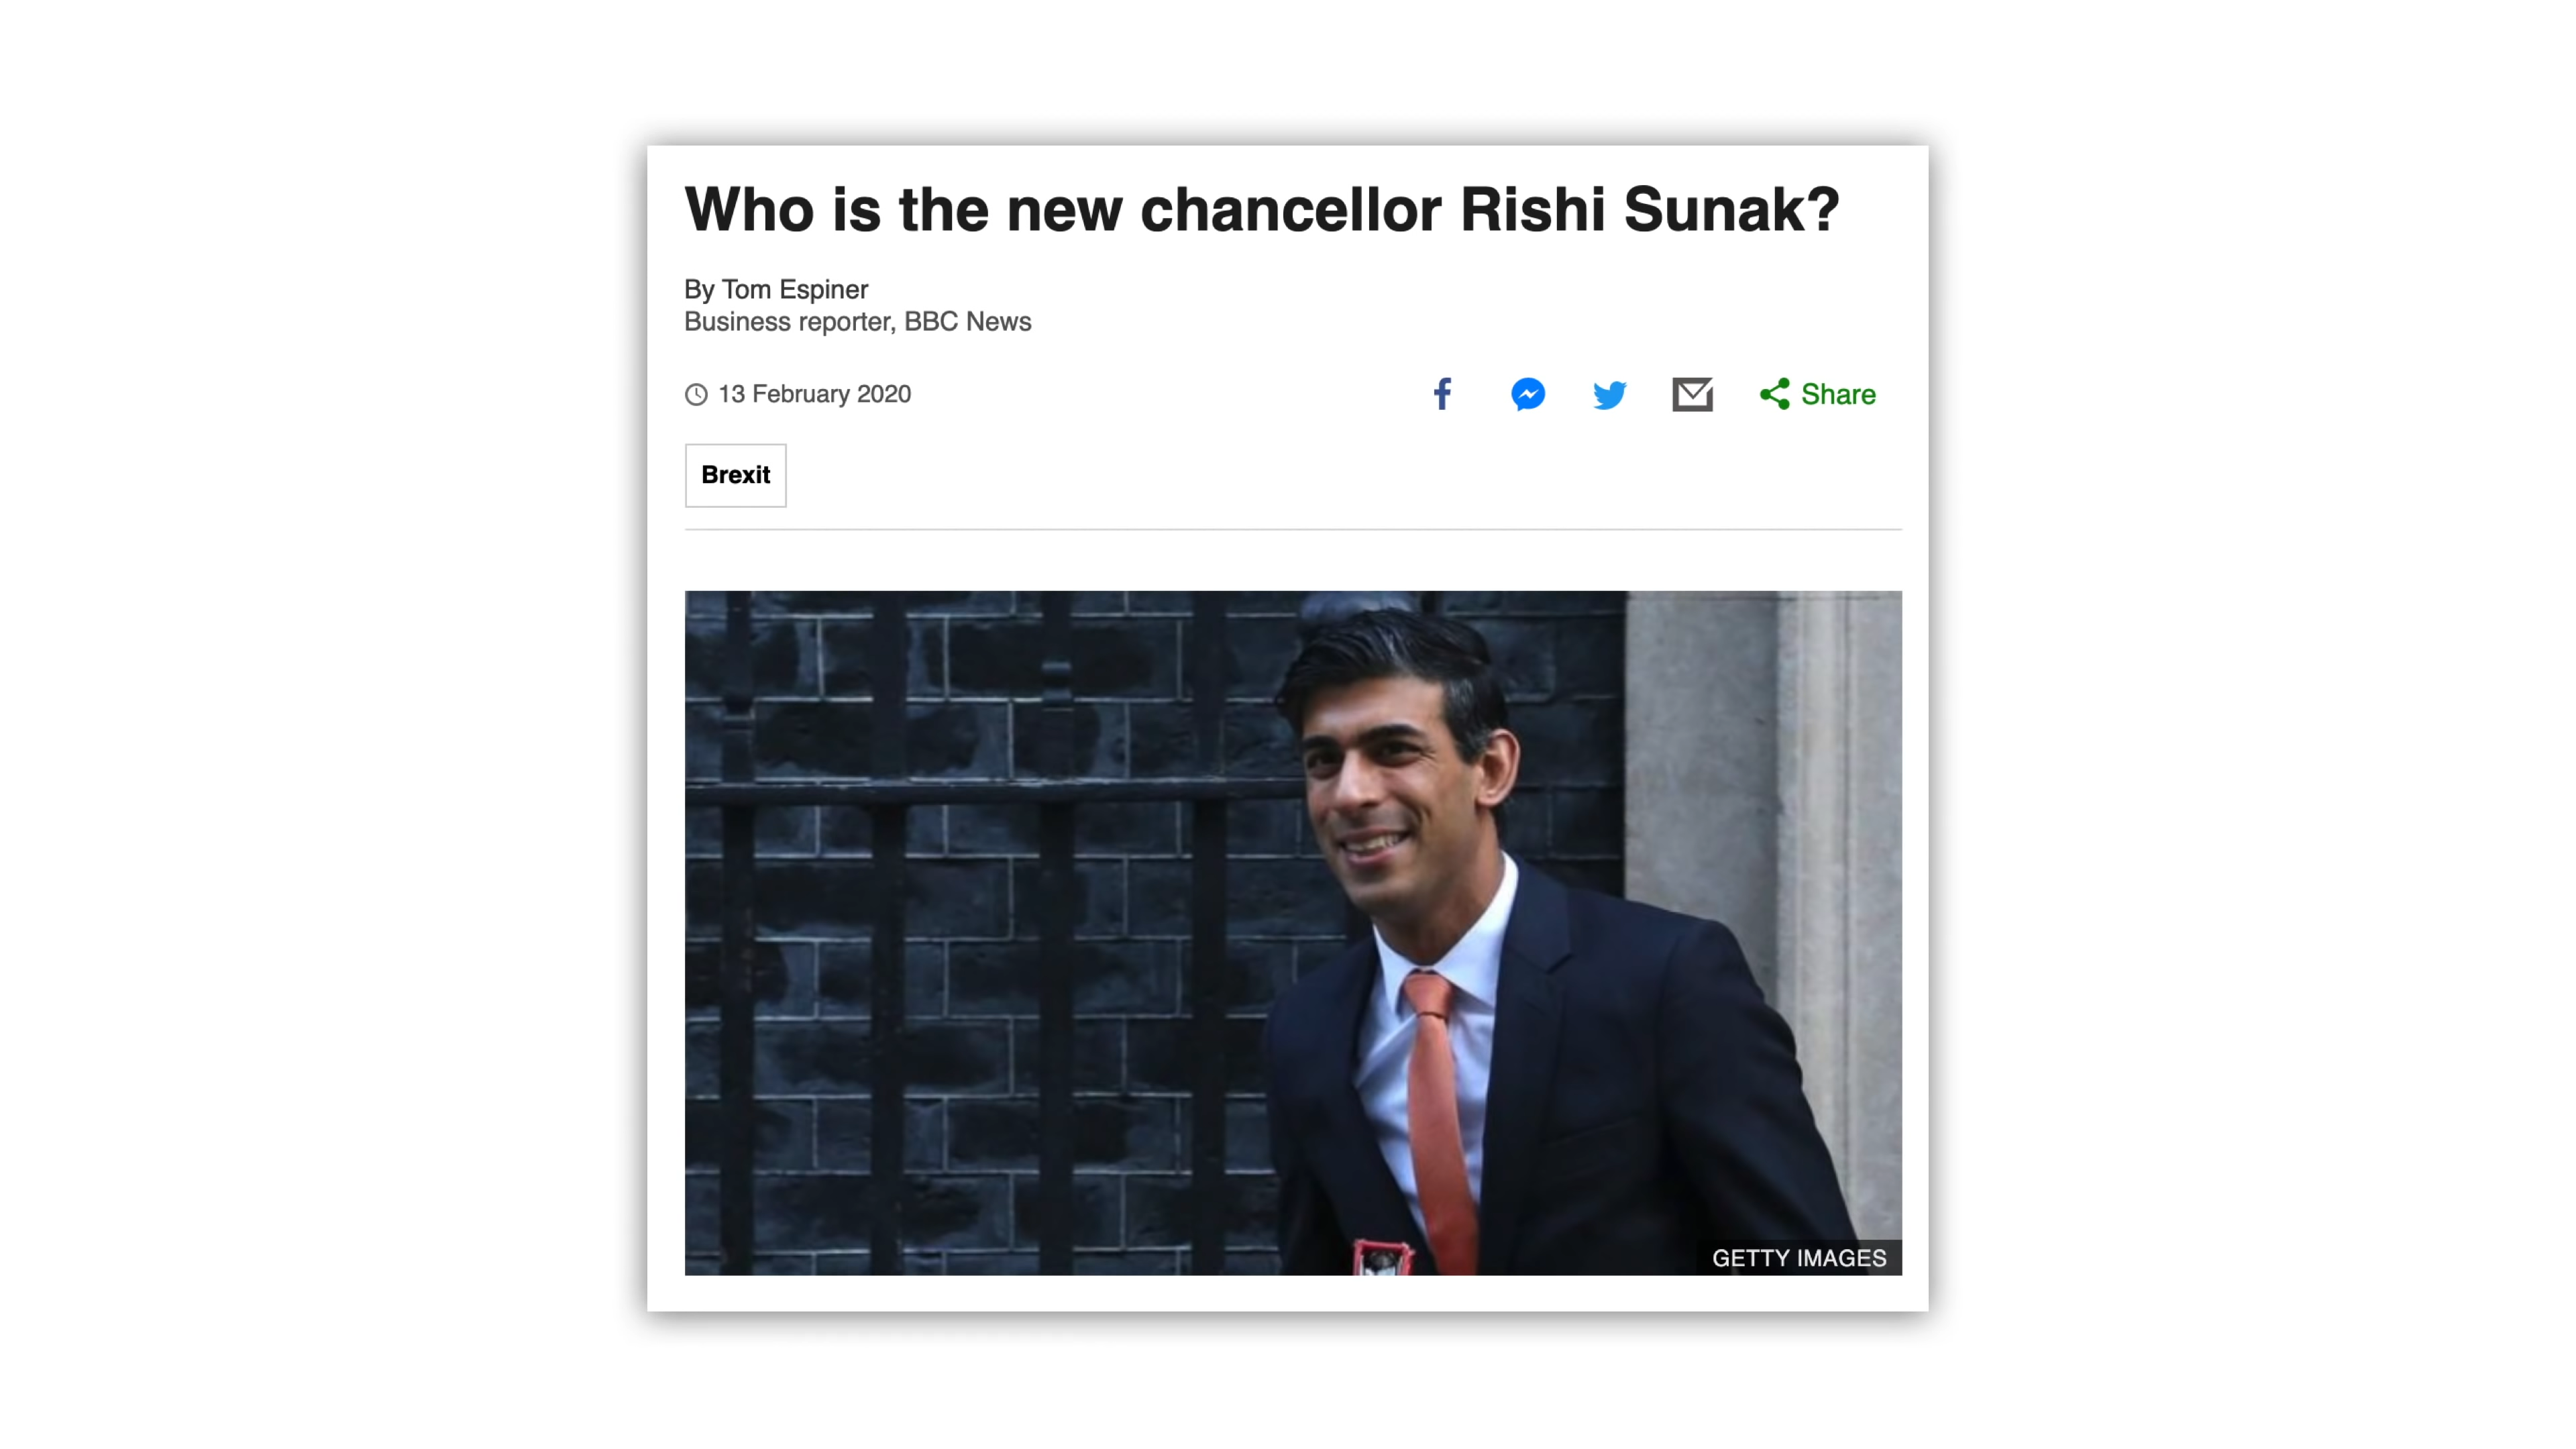 Who is the new chancellor Rishi Sunak?
By Tom Espiner
Business reporter, BBC News
13 February 2020
Share
Brexit
GETTY IMAGES